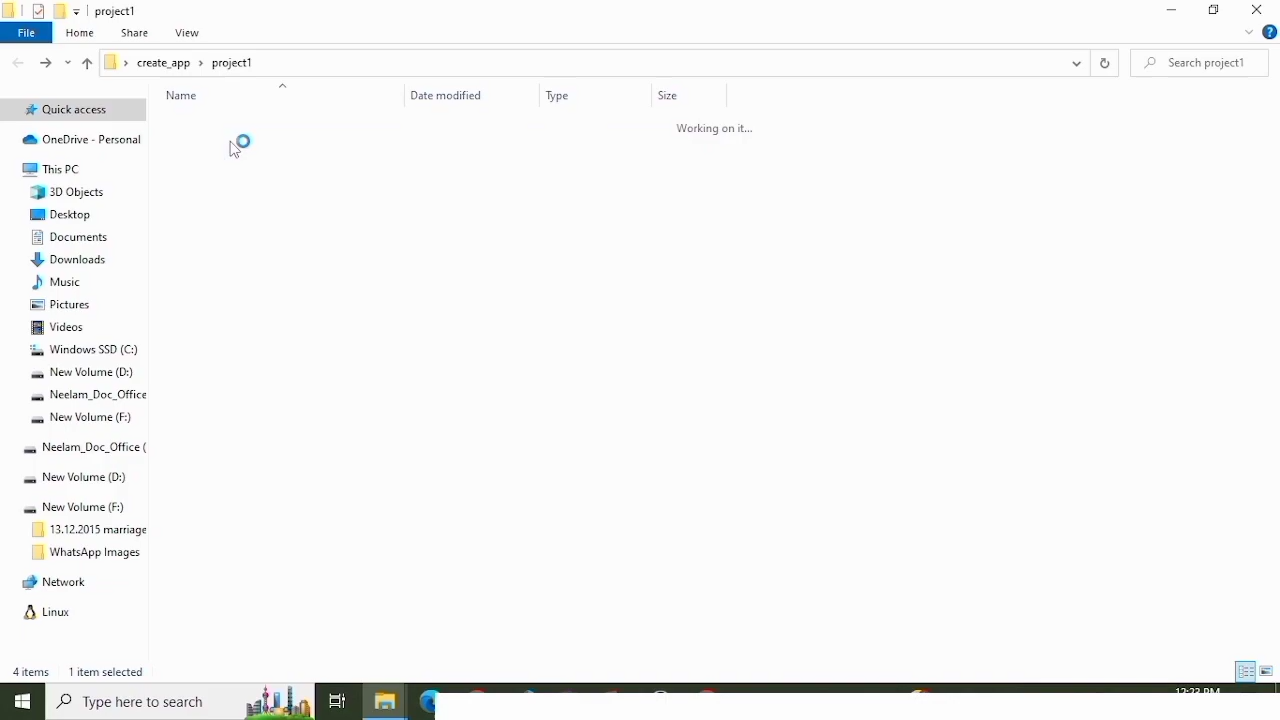 project1
File Home Share View
create_app project1 Search project1
Name Date modified Type Size
Working on it...
Quick access
OneDrive - Personal
This PC
3D Objects
Desktop
Documents
Downloads
Music
Pictures
Videos
Windows SSD (C:)
New Volume (D:)
Neelam_Doc_Office
New Volume (F:)
Neelam_Doc_Office (
New Volume (D:)
New Volume (F:)
13.12.2015 marriage
WhatsApp Images
Network
Linux
4 items 1 item selected
Type here to search
12:23 PM